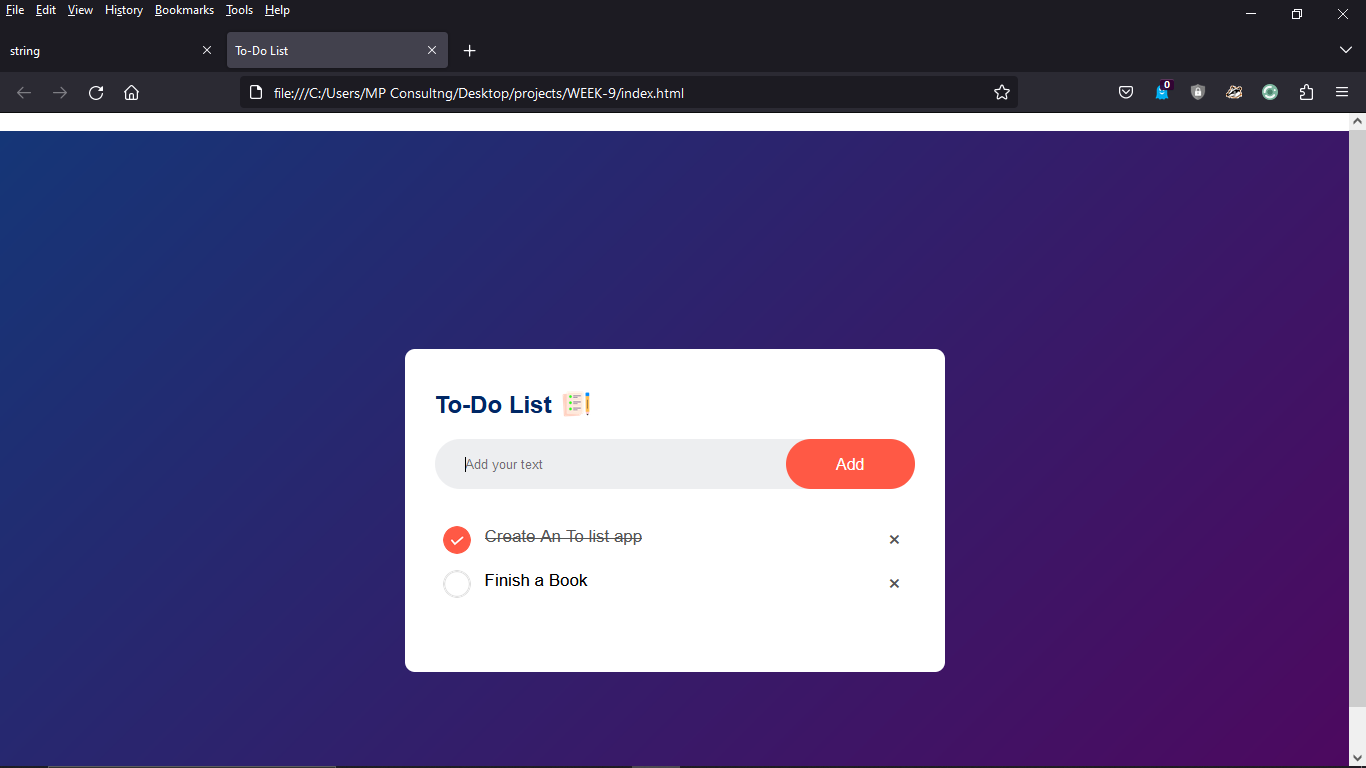 File Edit View History Bookmarks Tools Help
string
To-Do List
file:///C:/Users/MP Consultng/Desktop/projects/WEEK-9/index.html
0
To-Do List
Add your text
Add
Create An To list app
Finish a Book